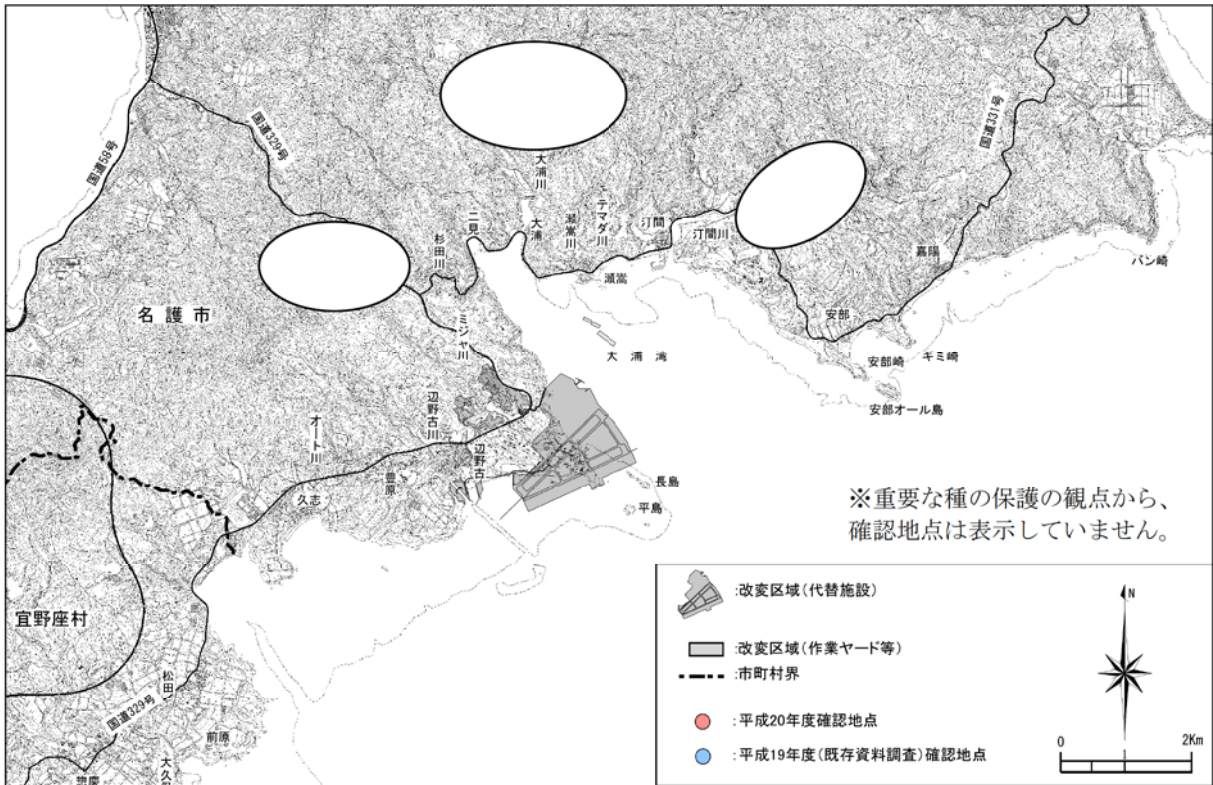 国道58号
国道329号
国道331号
大浦川
二見
大浦
瀬嵩川
テマダ川
汀間
汀間川
杉田川
瀬嵩
嘉陽
バン崎
名護市
ミジャ川
安部
大浦湾
安部崎
ギミ崎
安部オール島
辺野古川
オート川
辺野古
豊原
久志
長島
平島
※重要な種の保護の観点から、
確認地点は表示していません。
宜野座村
松田
国道329号
前原
大久
惣慶
:改変区域(代替施設)
:改変区域(作業ヤード等)
:市町村界
:平成20年度確認地点
:平成19年度(既存資料調査)確認地点
N
0 1 2Km